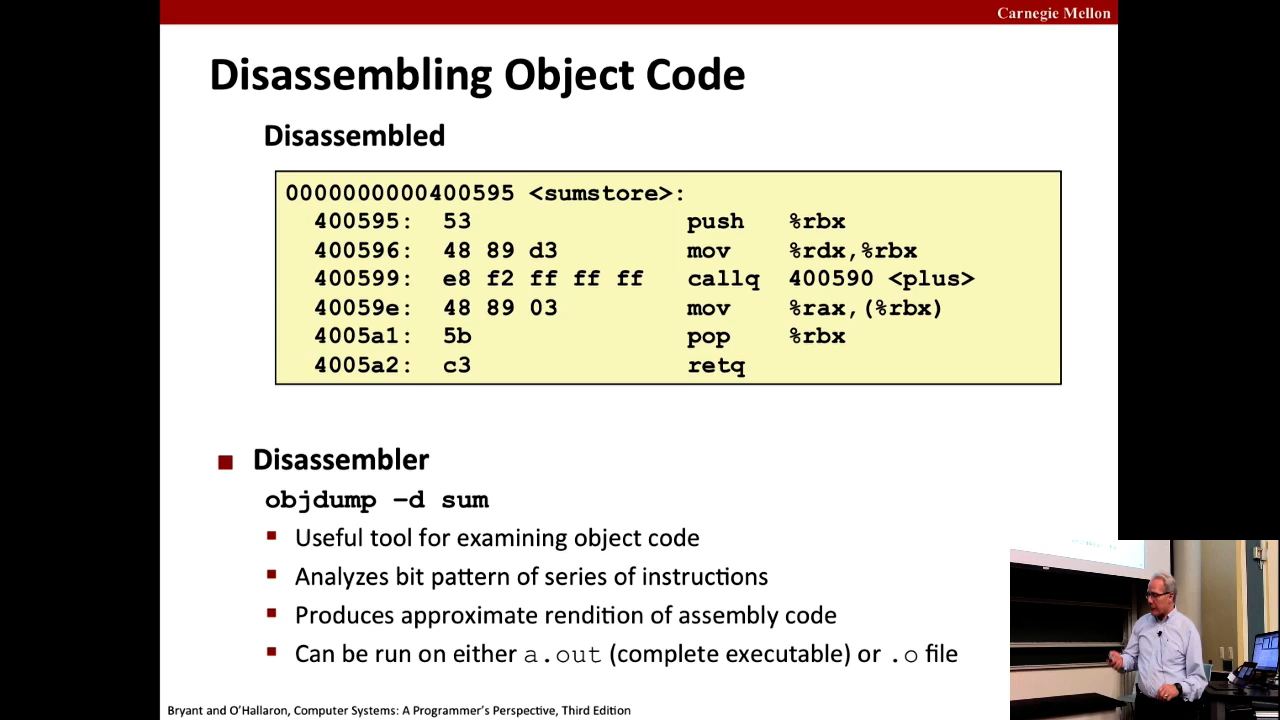 Carnegie Mellon
Disassembling Object Code
Disassembled
0000000000400595 <sumstore>:
400595: 53 push %rbx
400596: 48 89 d3 mov %rdx,%rbx
400599: e8 f2 ff ff ff callq 400590 <plus>
40059e: 48 89 03 mov %rax,(%rbx)
4005a1: 5b pop %rbx
4005a2: c3 retq
■ Disassembler
objdump –d sum
▪ Useful tool for examining object code
▪ Analyzes bit pattern of series of instructions
▪ Produces approximate rendition of assembly code
▪ Can be run on either a.out (complete executable) or .o file
Bryant and O'Hallaron, Computer Systems: A Programmer's Perspective, Third Edition